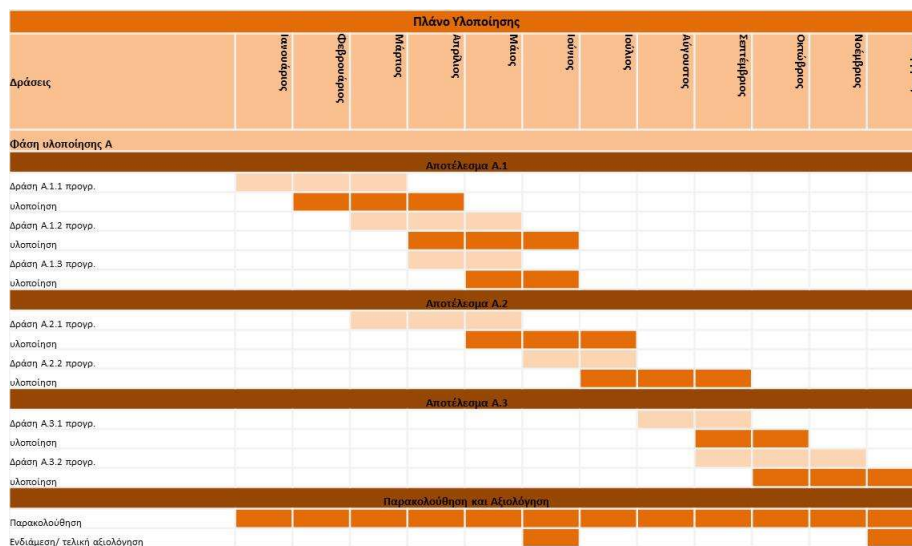 Πλάνο Υλοποίησης
Δράσεις
Ιανουάριος
Φεβρουάριος
Μάρτιος
Απρίλιος
Μάιος
Ιούνιος
Ιούλιος
Αύγουστος
Σεπτέμβριος
Οκτώβριος
Νοέμβριος
Φάση υλοποίησης Α
Αποτέλεσμα Α.1
Δράση Α.1.1 προγρ.
υλοποίηση
Δράση Α.1.2 προγρ.
υλοποίηση
Δράση Α.1.3 προγρ.
υλοποίηση
Αποτέλεσμα Α.2
Δράση Α.2.1 προγρ.
υλοποίηση
Δράση Α.2.2 προγρ.
υλοποίηση
Αποτέλεσμα Α.3
Δράση Α.3.1 προγρ.
υλοποίηση
Δράση Α.3.2 προγρ.
υλοποίηση
Παρακολούθηση και Αξιολόγηση
Παρακολούθηση
Ενδιάμεση/ τελική αξιολόγηση